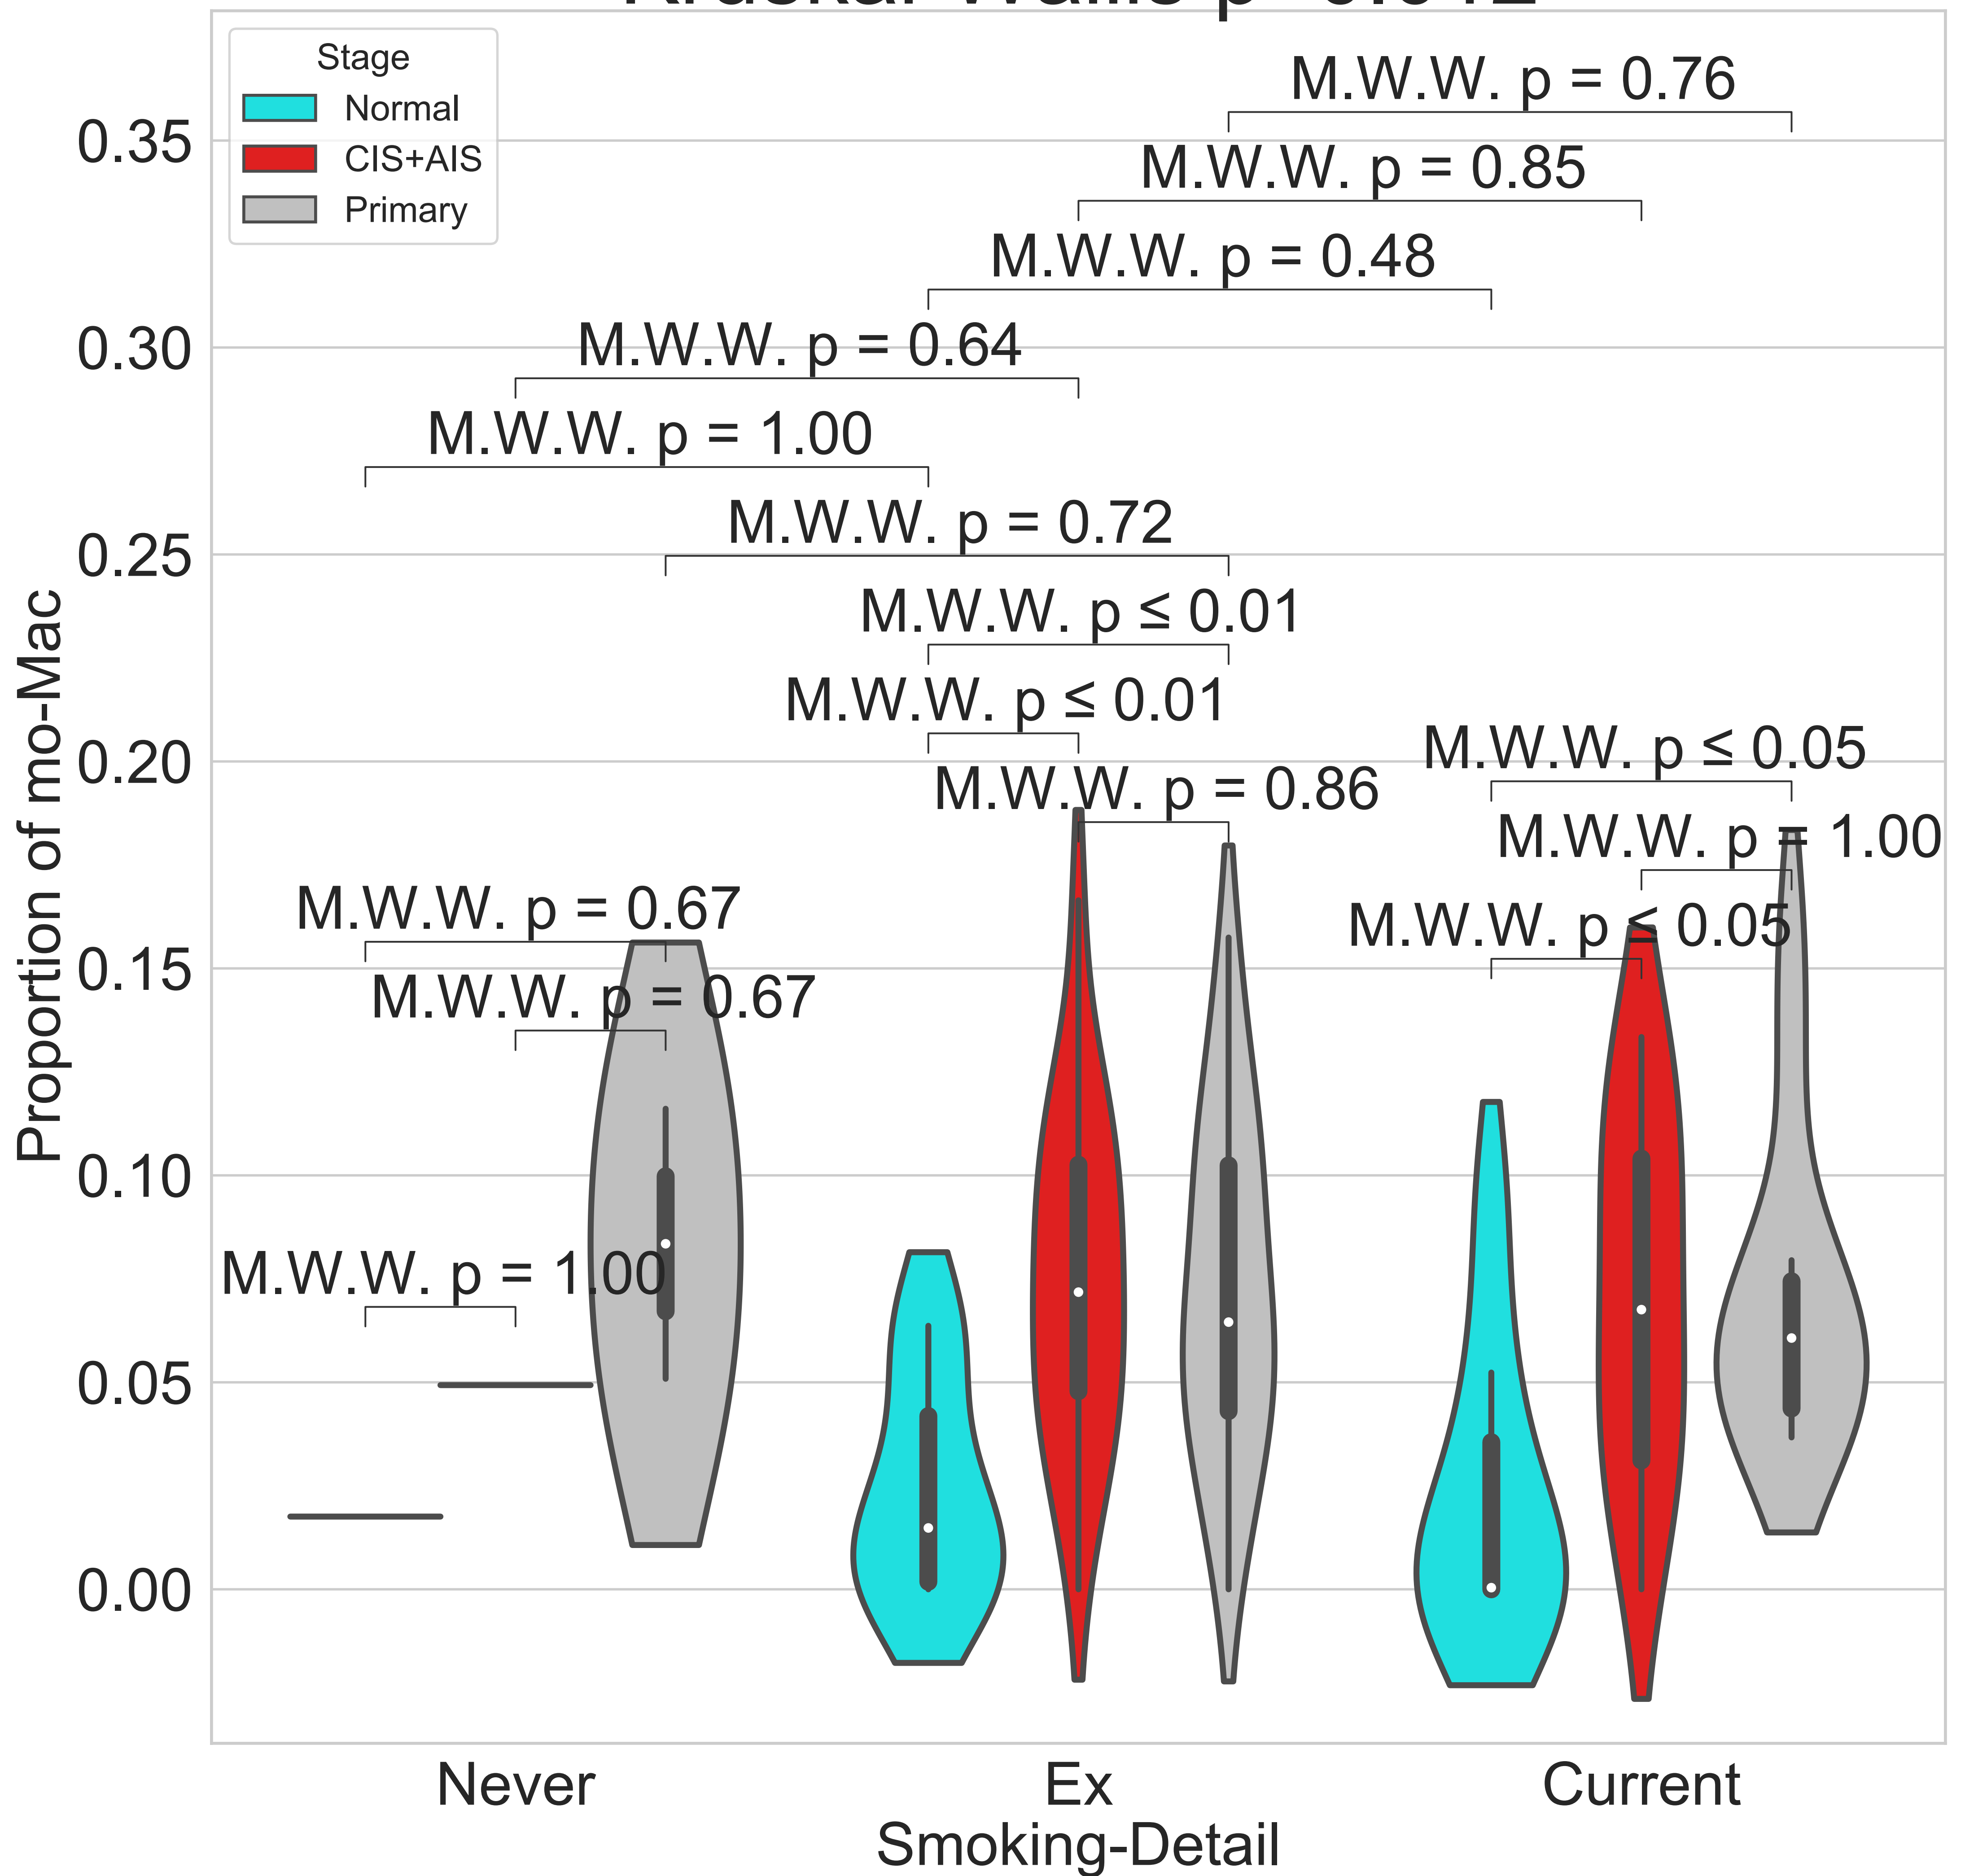 Stage
Normal
CIS+AIS
Primary
M.W.W. p = 0.76
M.W.W. p = 0.85
M.W.W. p = 0.48
M.W.W. p = 0.64
M.W.W. p = 1.00
M.W.W. p = 0.72
M.W.W. p ≤ 0.01
M.W.W. p ≤ 0.01
M.W.W. p = 0.86
M.W.W. p ≤ 0.05
M.W.W. p = 1.00
M.W.W. p ≤ 0.05
M.W.W. p = 0.67
M.W.W. p = 0.67
M.W.W. p = 1.00
Proportion of mo-Mac
0.35
0.30
0.25
0.20
0.15
0.10
0.05
0.00
Never
Ex
Current
Smoking-Detail